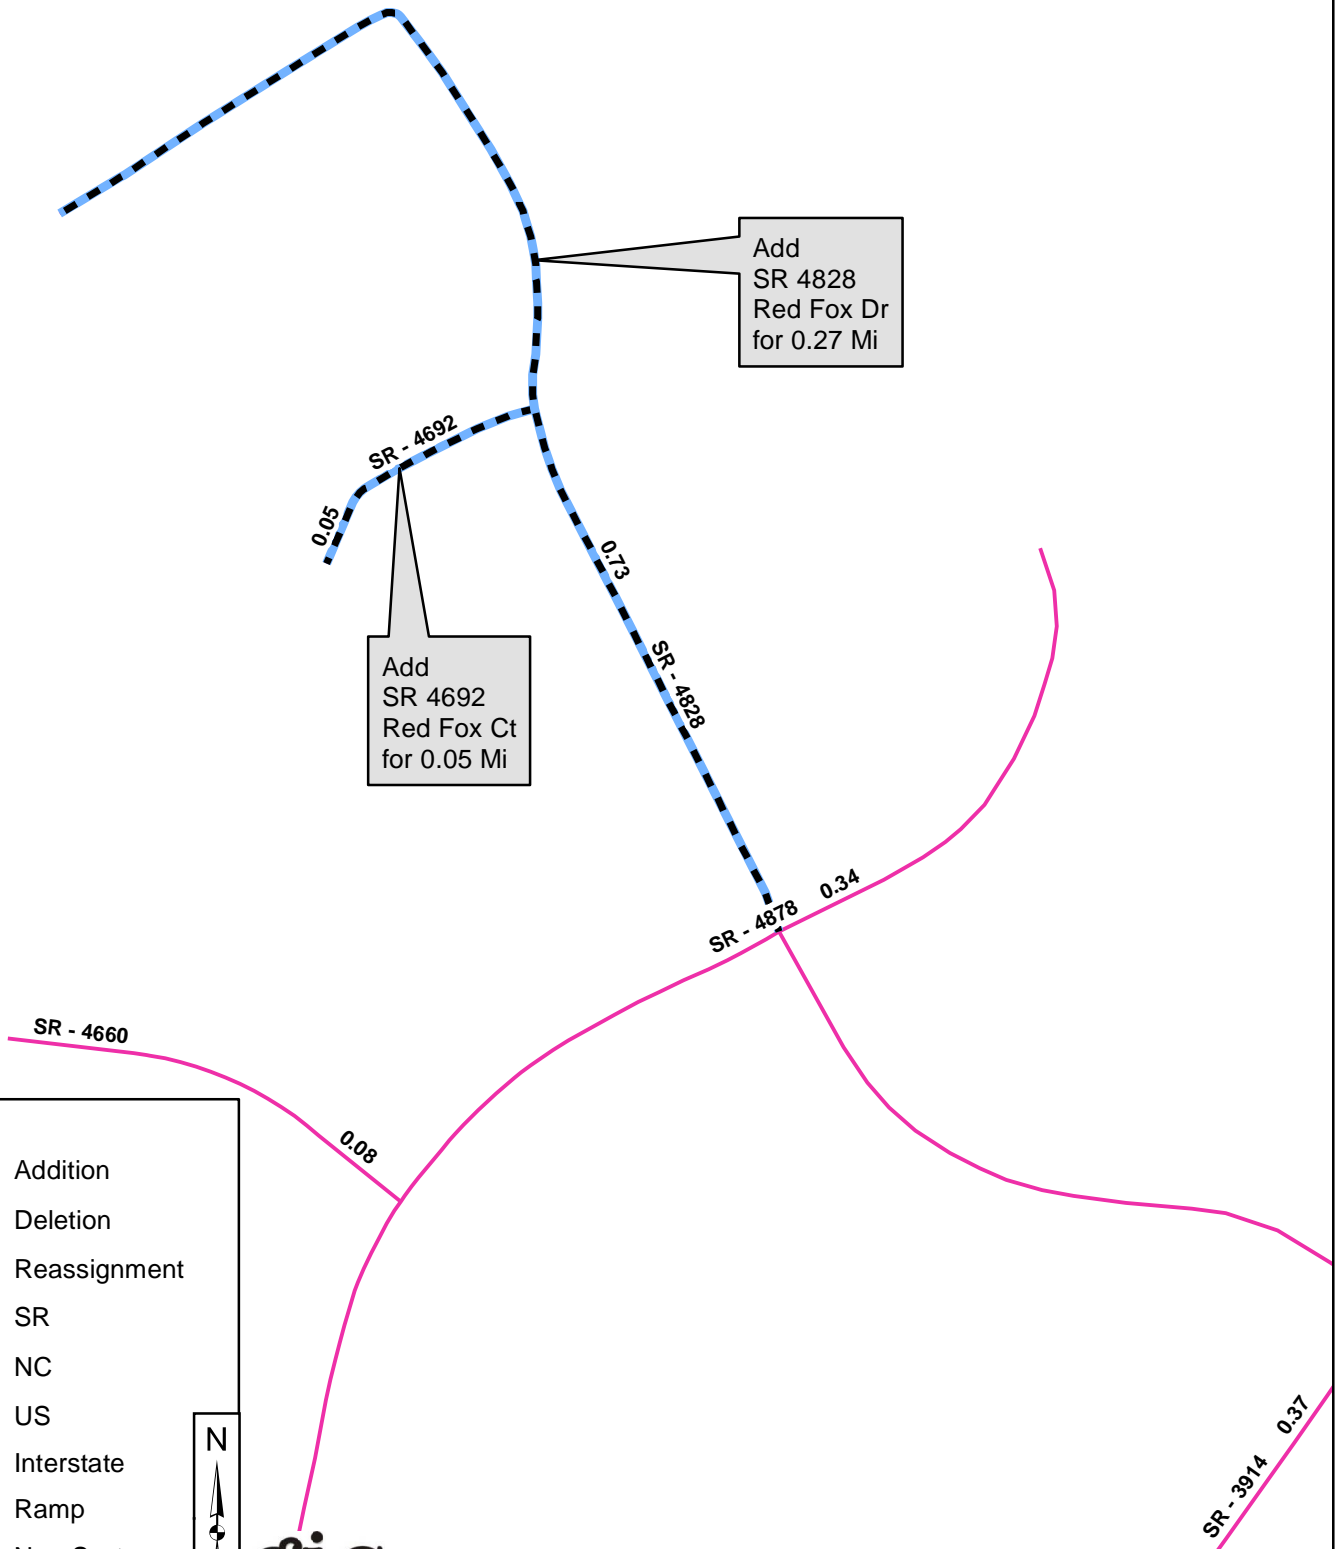 Add
SR 4828
Red Fox Dr
for 0.27 Mi
SR - 4692
0.05
0.73
Add
SR 4692
Red Fox Ct
for 0.05 Mi
SR - 4828
0.34
SR - 4878
SR - 4660
0.08
Addition
Deletion
Reassignment
SR
NC
US
Interstate
Ramp
N
0.37
SR - 3914